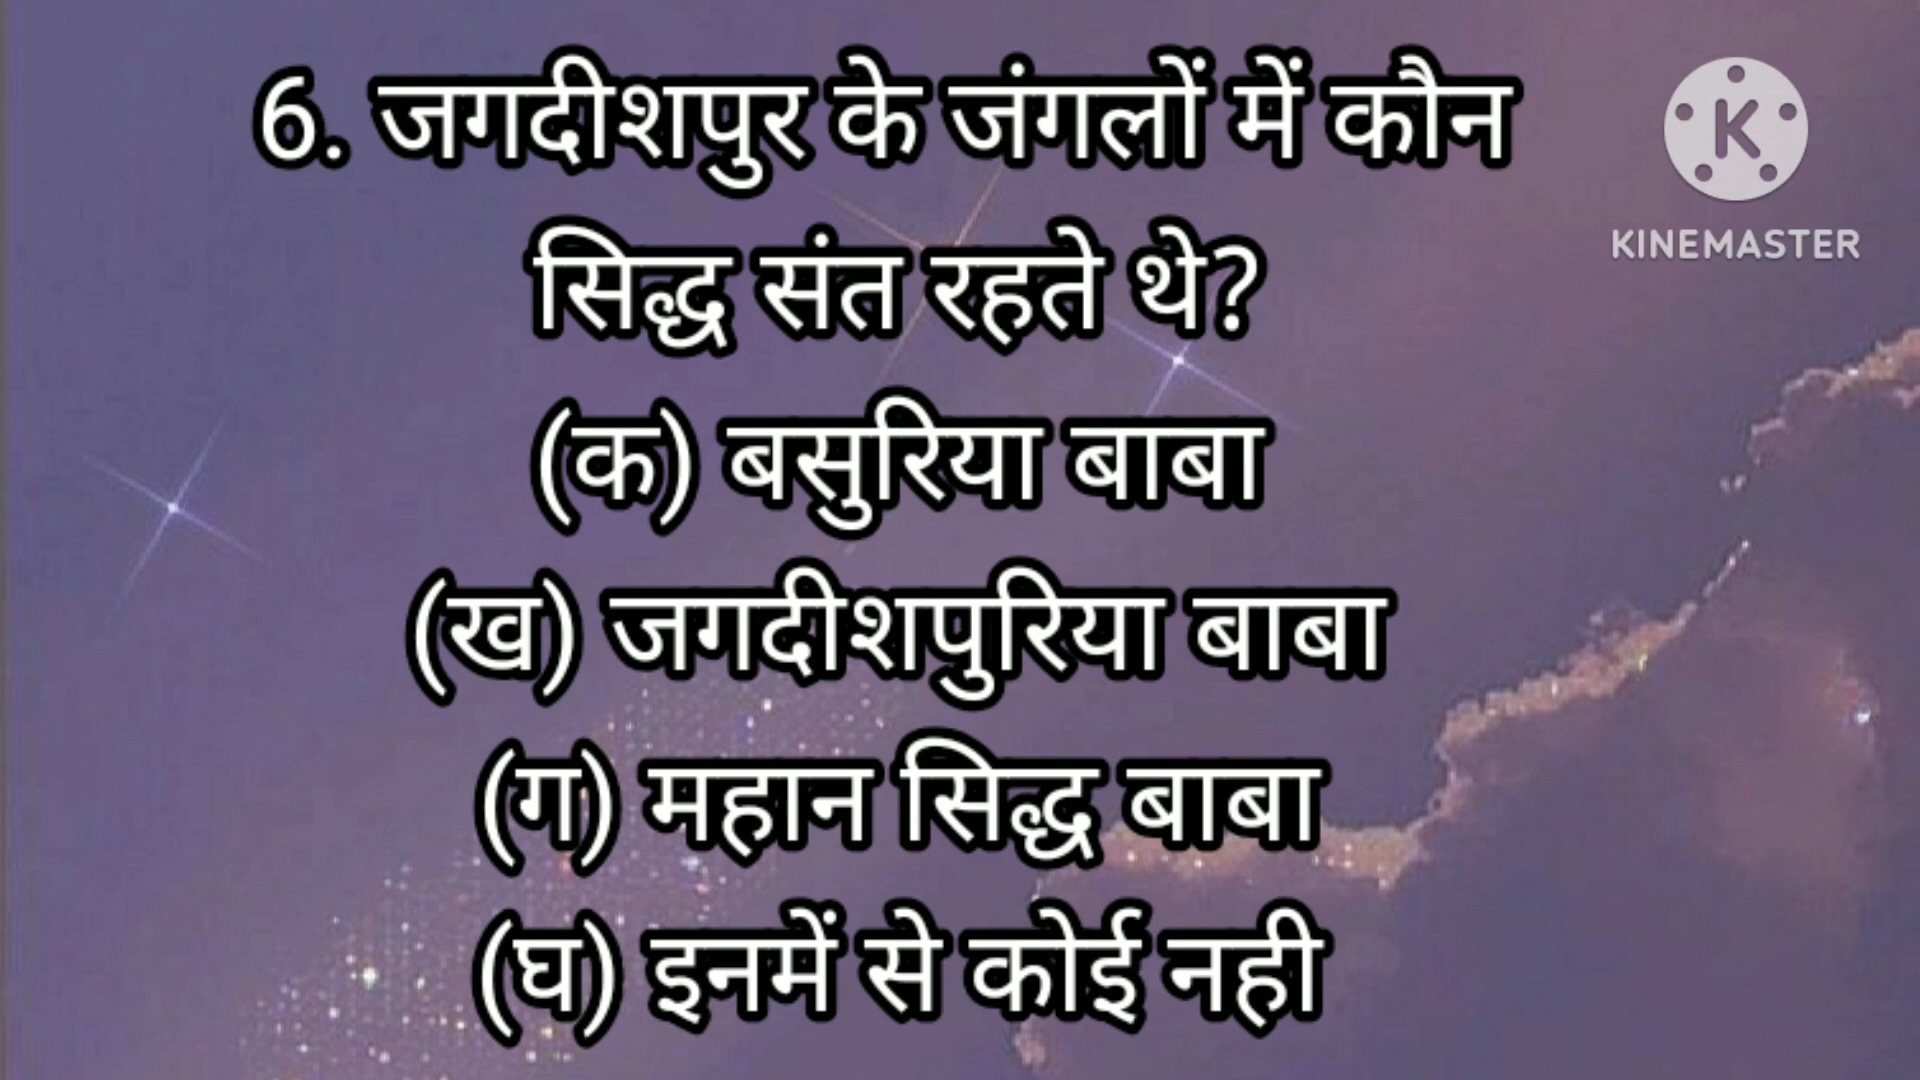 6. जगदीशपुर के जंगलों में कौन
सिद्ध संत रहते थे?
(क) बसुरिया बाबा
(ख) जगदीशपुरिया बाबा
(ग) महान सिद्ध बाबा
(घ) इनमें से कोई नही
K
KINEMASTER